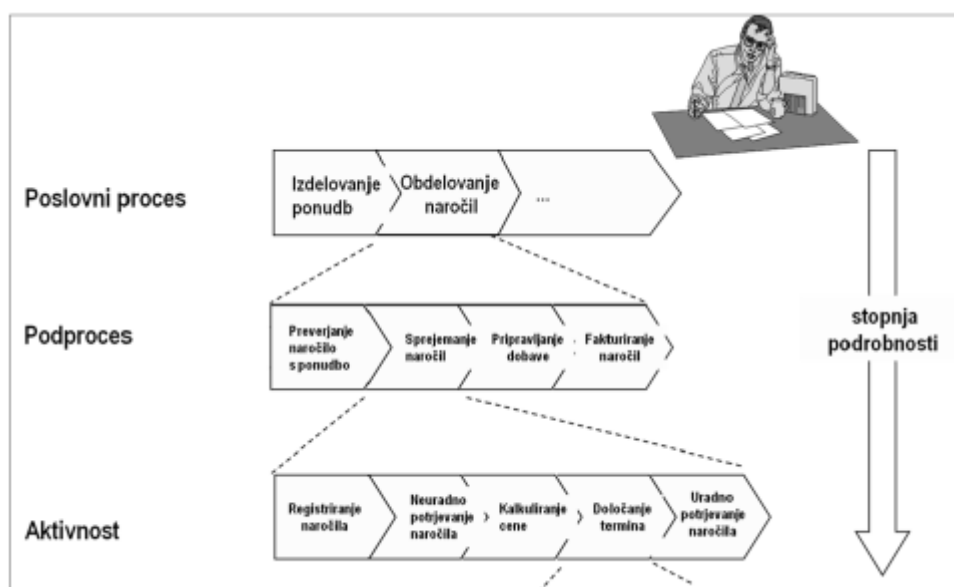 Poslovni proces
Izdelovanje
ponudb
Obdelovanje
naročil
...
Podproces
Preverjanje
naročilo
s ponudbo
Sprejemanje
naročil
Pripravljanje
dobave
Fakturiranje
naročil
stopnja
podrobnosti
Aktivnost
Registriranje
naročila
Neuradno
potrjevanje
naročila
Kalkuliranje
cene
Določanje
termina
Uradno
potrjevanje
naročila